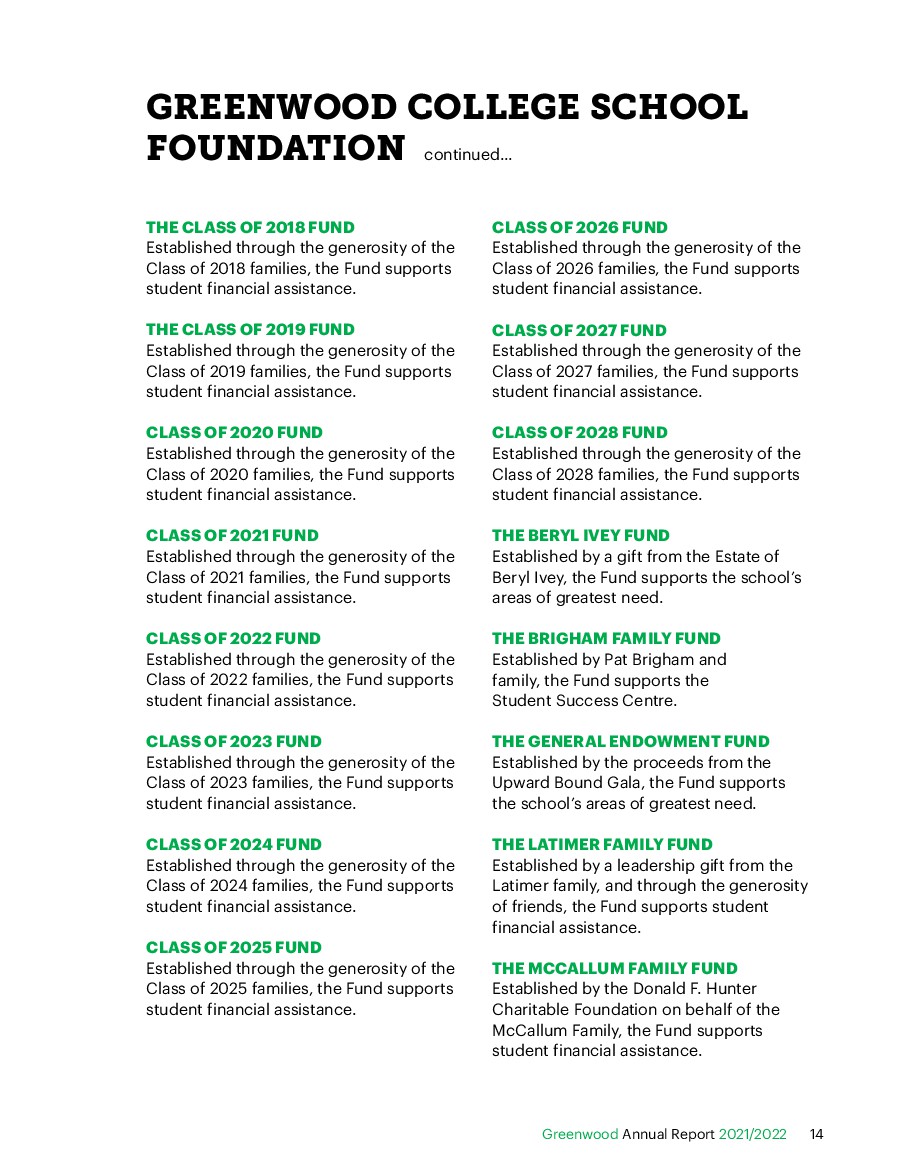 GREENWOOD COLLEGE SCHOOL
FOUNDATION continued...
THE CLASS OF 2018 FUND
Established through the generosity of the
Class of 2018 families, the Fund supports
student financial assistance.
THE CLASS OF 2019 FUND
Established through the generosity of the
Class of 2019 families, the Fund supports
student financial assistance.
CLASS OF 2020 FUND
Established through the generosity of the
Class of 2020 families, the Fund supports
student financial assistance.
CLASS OF 2021 FUND
Established through the generosity of the
Class of 2021 families, the Fund supports
student financial assistance.
CLASS OF 2022 FUND
Established through the generosity of the
Class of 2022 families, the Fund supports
student financial assistance.
CLASS OF 2023 FUND
Established through the generosity of the
Class of 2023 families, the Fund supports
student financial assistance.
CLASS OF 2024 FUND
Established through the generosity of the
Class of 2024 families, the Fund supports
student financial assistance.
CLASS OF 2025 FUND
Established through the generosity of the
Class of 2025 families, the Fund supports
student financial assistance.
CLASS OF 2026 FUND
Established through the generosity of the
Class of 2026 families, the Fund supports
student financial assistance.
CLASS OF 2027 FUND
Established through the generosity of the
Class of 2027 families, the Fund supports
student financial assistance.
CLASS OF 2028 FUND
Established through the generosity of the
Class of 2028 families, the Fund supports
student financial assistance.
THE BERYL IVEY FUND
Established by a gift from the Estate of
Beryl Ivey, the Fund supports the school’s
areas of greatest need.
THE BRIGHAM FAMILY FUND
Established by Pat Brigham and
family, the Fund supports the
Student Success Centre.
THE GENERAL ENDOWMENT FUND
Established by the proceeds from the
Upward Bound Gala, the Fund supports
the school’s areas of greatest need.
THE LATIMER FAMILY FUND
Established by a leadership gift from the
Latimer family, and through the generosity
of friends, the Fund supports student
financial assistance.
THE MCCALLUM FAMILY FUND
Established by the Donald F. Hunter
Charitable Foundation on behalf of the
McCallum Family, the Fund supports
student financial assistance.
Greenwood Annual Report 2021/2022 14